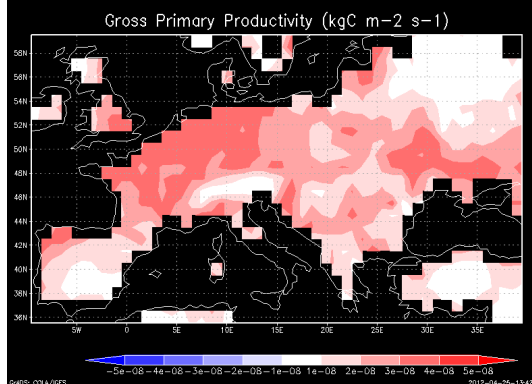 Gross Primary Productivity (kgC m-2 s-1)
58N
56N
54N
52N
50N
48N
46N
44N
42N
40N
38N
36N
5W 0 5E 10E 15E 20E 25E 30E 35E
-5e-08 -4e-08 -3e-08 -2e-08 -1e-08 1e-08 2e-08 3e-08 4e-08 5e-08
GrADS: COLA/IGES